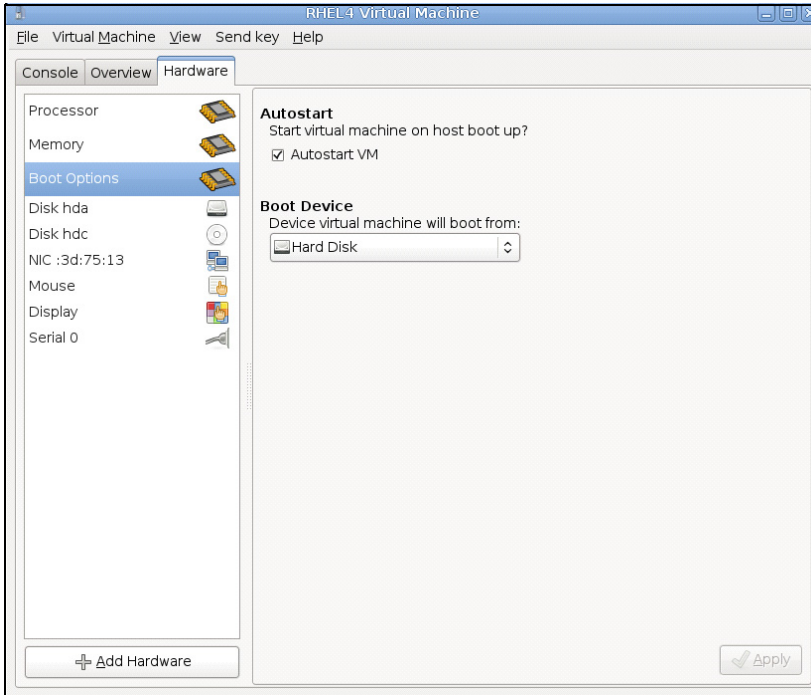 RHEL4 Virtual Machine
File Virtual Machine View Send key Help
Console Overview Hardware
Processor
Memory
Boot Options
Disk hda
Disk hdc
NIC :3d:75:13
Mouse
Display
Serial 0
Add Hardware
Autostart
Start virtual machine on host boot up?
Autostart VM
Boot Device
Device virtual machine will boot from:
Hard Disk
Apply